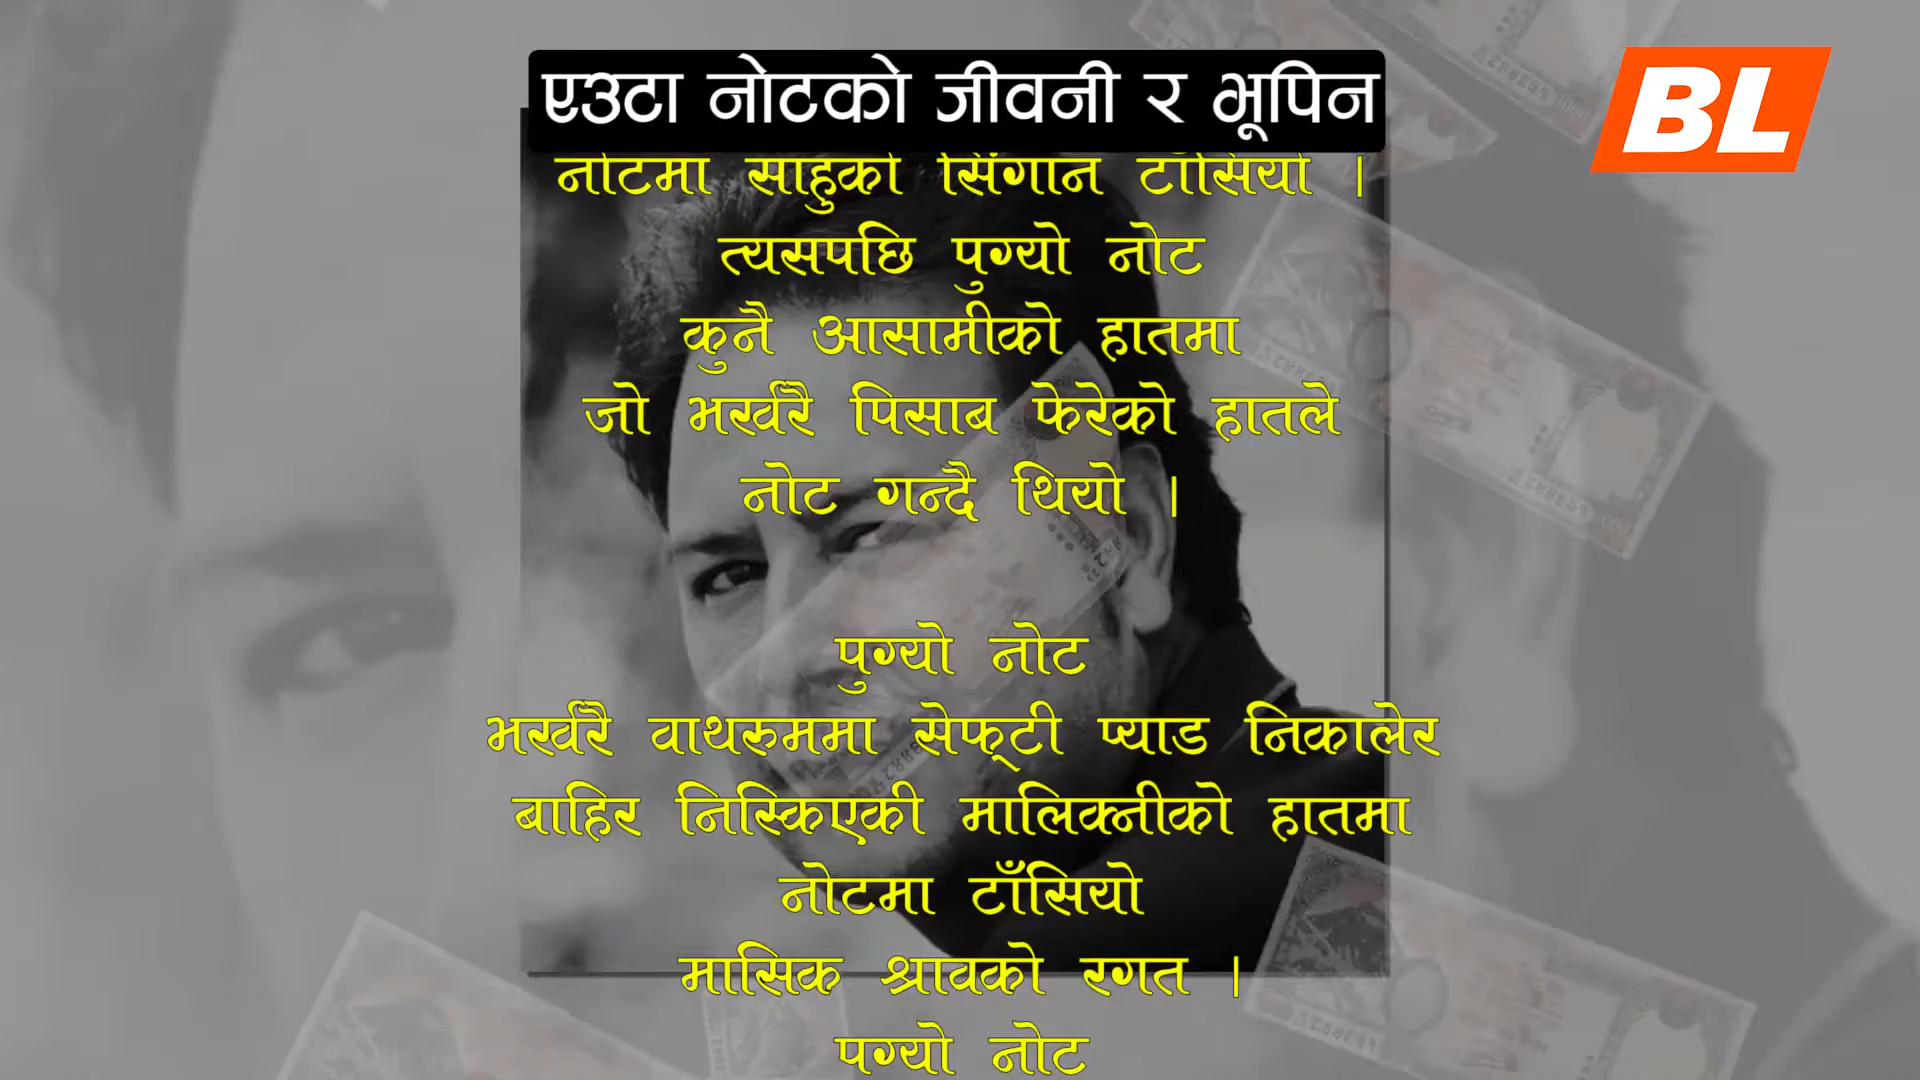 एउटा नोटको जीवनी र भूपिन
BL
नोटमा साहुको सिंगान टाँसियो ।
त्यसपछि पुग्यो नोट
कुनै आसामीको हातमा
जो भर्खरै पिसाब फेरेको हातले
नोट गन्दै थियो ।
पुग्यो नोट
भर्खरै वाथरुममा सेफ्टी प्याड निकालेर
बाहिर निस्किएकी मालिक्नीको हातमा
नोटमा टाँसियो
मासिक श्रावको रगत ।
पुग्यो नोट